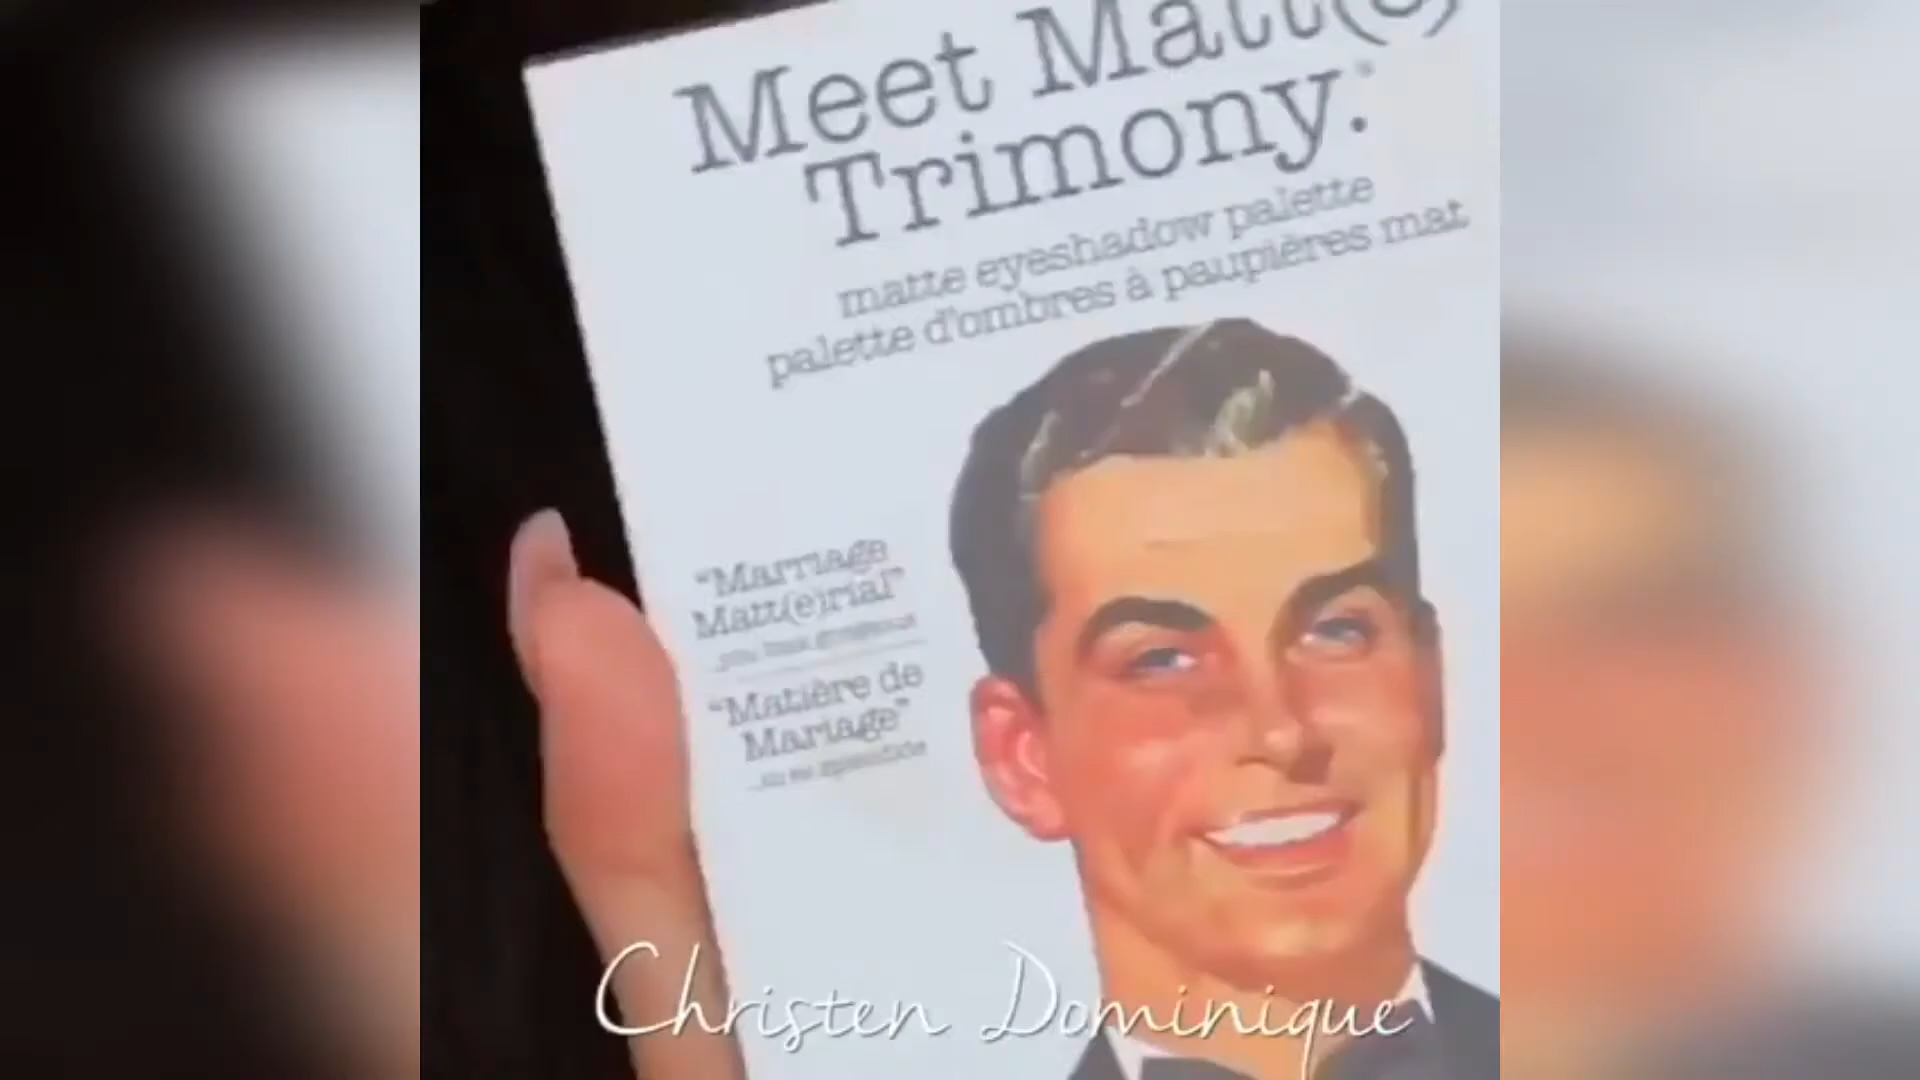 Meet Matt(e)
Trimony.®
matte eyeshadow palette
palette d'ombres à paupières mat
"Marriage
Matt(e)rial"
"Matière de
Mariage"
Christen Dominique